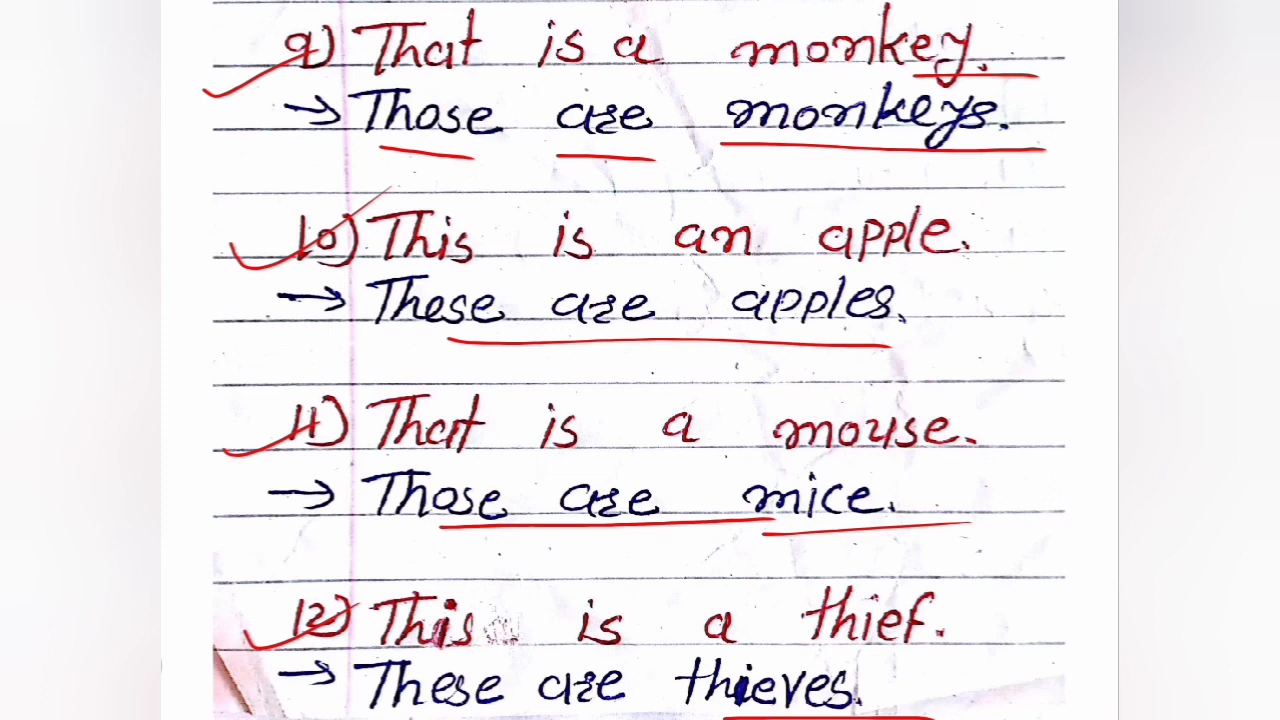 9) That is a monkey.
→ Those are monkeys.
10) This is an apple.
→ These are apples.
11) That is a mouse.
→ Those are mice.
12) This is a thief.
→ These are thieves.